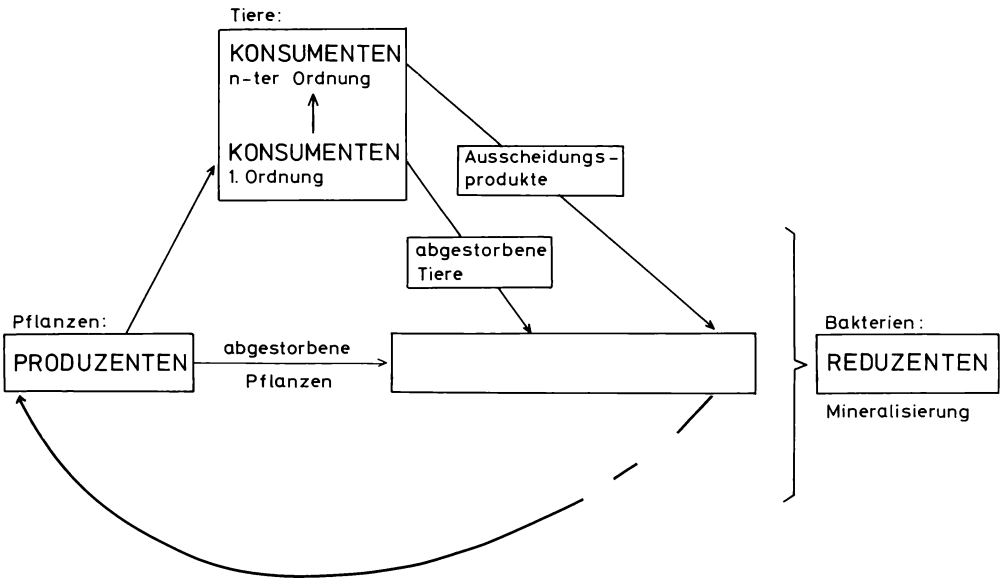 Tiere:
KONSUMENTEN
n-ter Ordnung
KONSUMENTEN
1. Ordnung
Ausscheidungs-
produkte
abgestorbene
Tiere
Pflanzen:
PRODUZENTEN
abgestorbene
Pflanzen
Bakterien:
REDUZENTEN
Mineralisierung